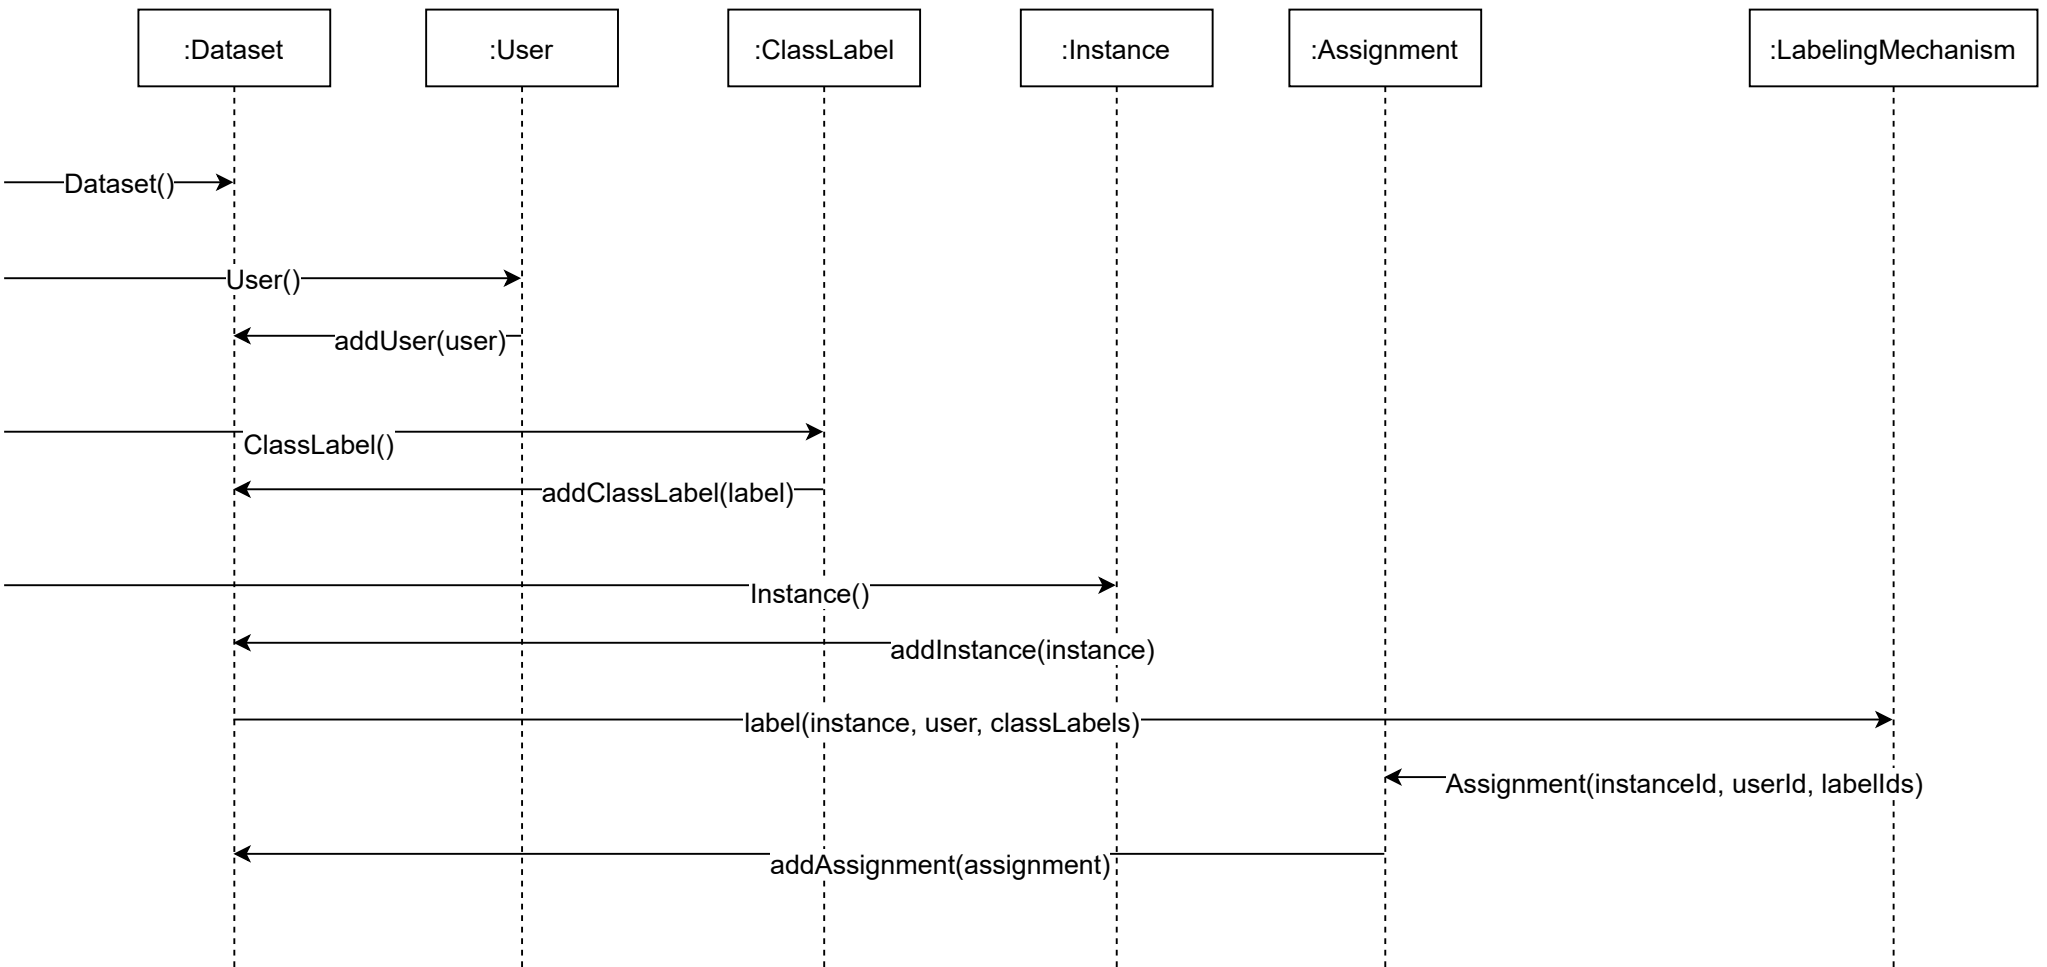 :Dataset
:User
:ClassLabel
:Instance
:Assignment
:LabelingMechanism
Dataset()
User()
addUser(user)
ClassLabel()
addClassLabel(label)
Instance()
addInstance(instance)
label(instance, user, classLabels)
Assignment(instanceId, userId, labelIds)
addAssignment(assignment)